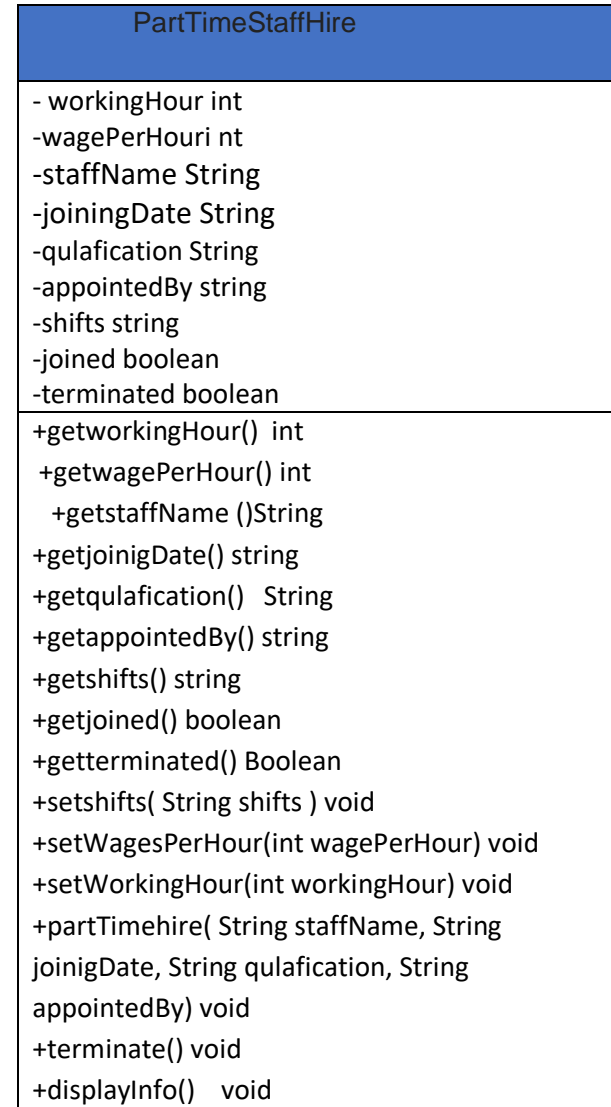 PartTimeStaffHire
- workingHour int
-wagePerHouri nt
-staffName String
-joiningDate String
-qulafication String
-appointedBy string
-shifts string
-joined boolean
-terminated boolean
+getworkingHour() int
+getwagePerHour() int
+getstaffName ()String
+getjoinigDate() string
+getqulafication() String
+getappointedBy() string
+getshifts() string
+getjoined() boolean
+getterminated() Boolean
+setshifts( String shifts ) void
+setWagesPerHour(int wagePerHour) void
+setWorkingHour(int workingHour) void
+partTimehire( String staffName, String
joinigDate, String qulafication, String
appointedBy) void
+terminate() void
+displayInfo() void